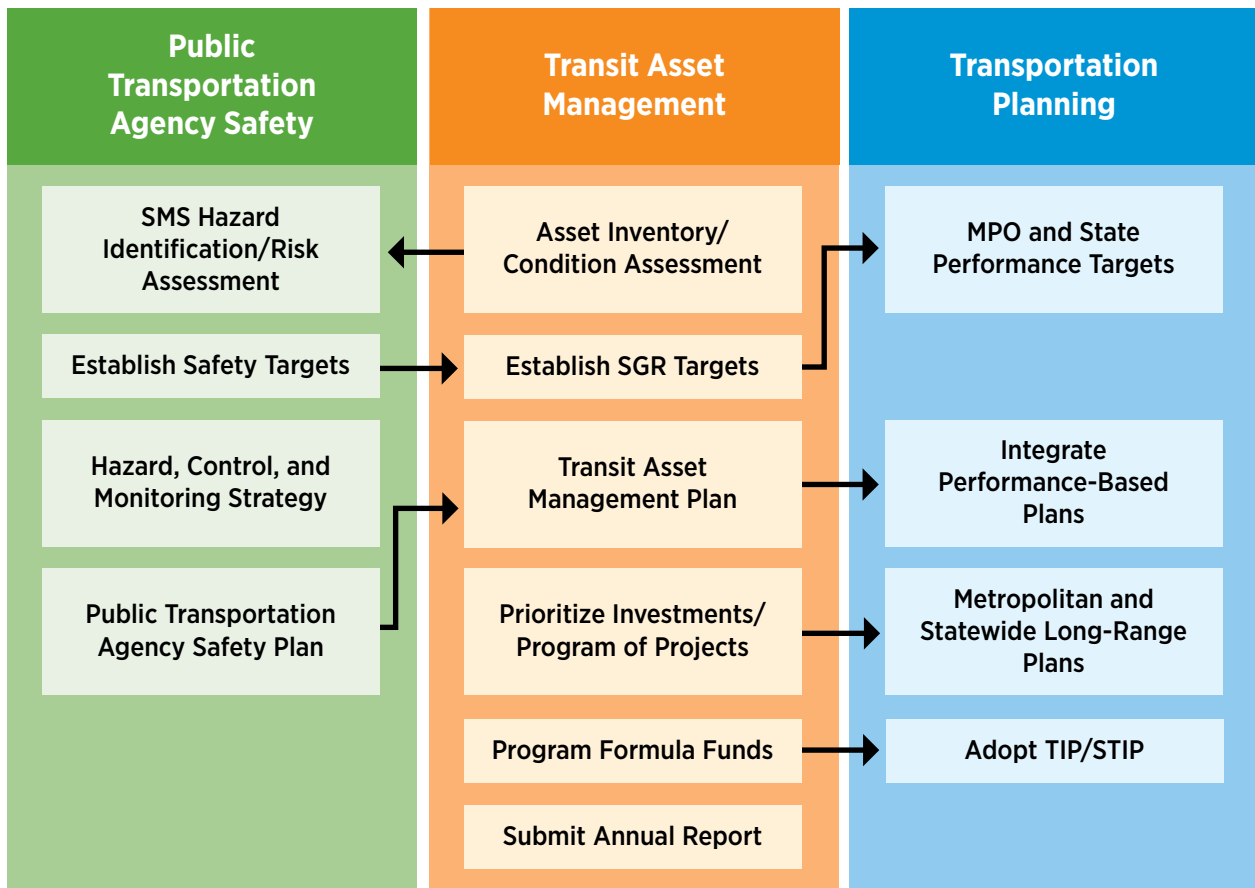 Public
Transportation
Agency Safety
SMS Hazard
Identification/Risk
Assessment
Establish Safety Targets
Hazard, Control, and
Monitoring Strategy
Public Transportation
Agency Safety Plan
Transit Asset
Management
Asset Inventory/
Condition Assessment
Establish SGR Targets
Transit Asset
Management Plan
Prioritize Investments/
Program of Projects
Program Formula Funds
Submit Annual Report
Transportation
Planning
MPO and State
Performance Targets
Integrate
Performance-Based
Plans
Metropolitan and
Statewide Long-Range
Plans
Adopt TIP/STIP